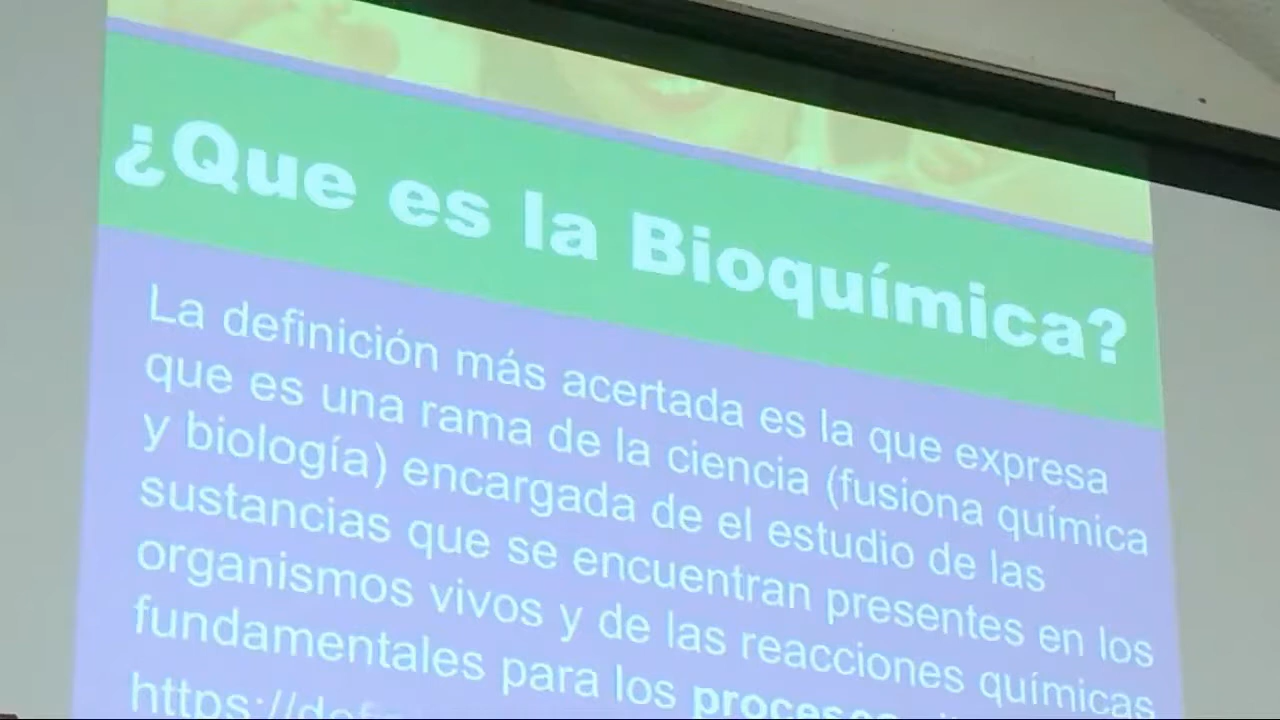 ¿Que es la Bioquímica?
La definición más acertada es la que expresa
que es una rama de la ciencia (fusiona química
y biología) encargada de el estudio de las
sustancias que se encuentran presentes en los
organismos vivos y de las reacciones químicas
fundamentales para los
https://